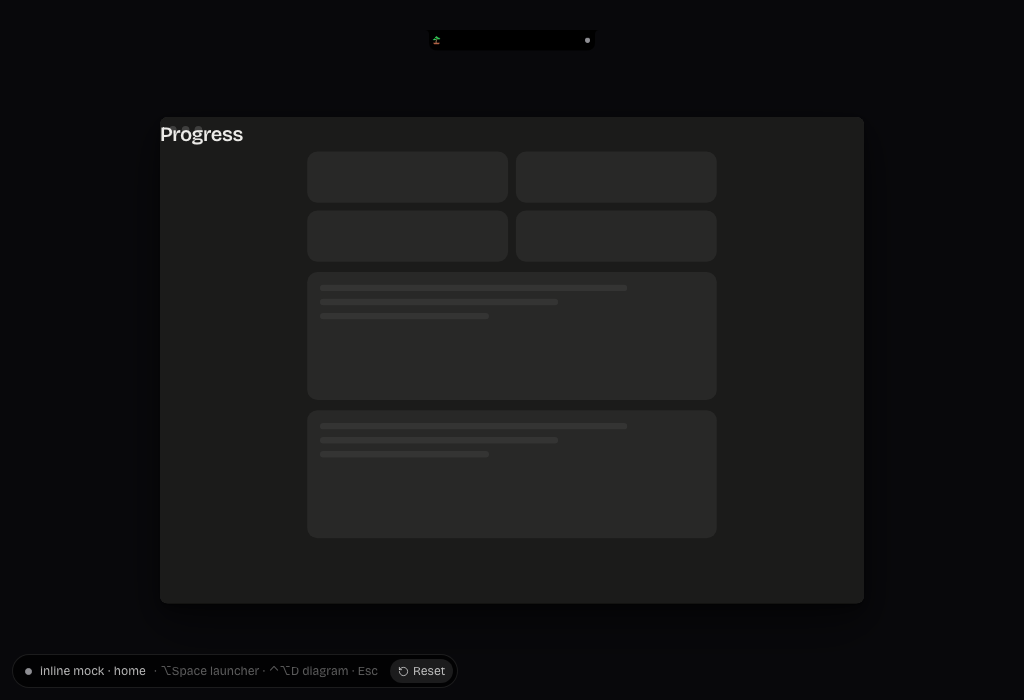 Progress
inline mock · home · ⌥Space launcher · ^⌥D diagram · Esc Reset